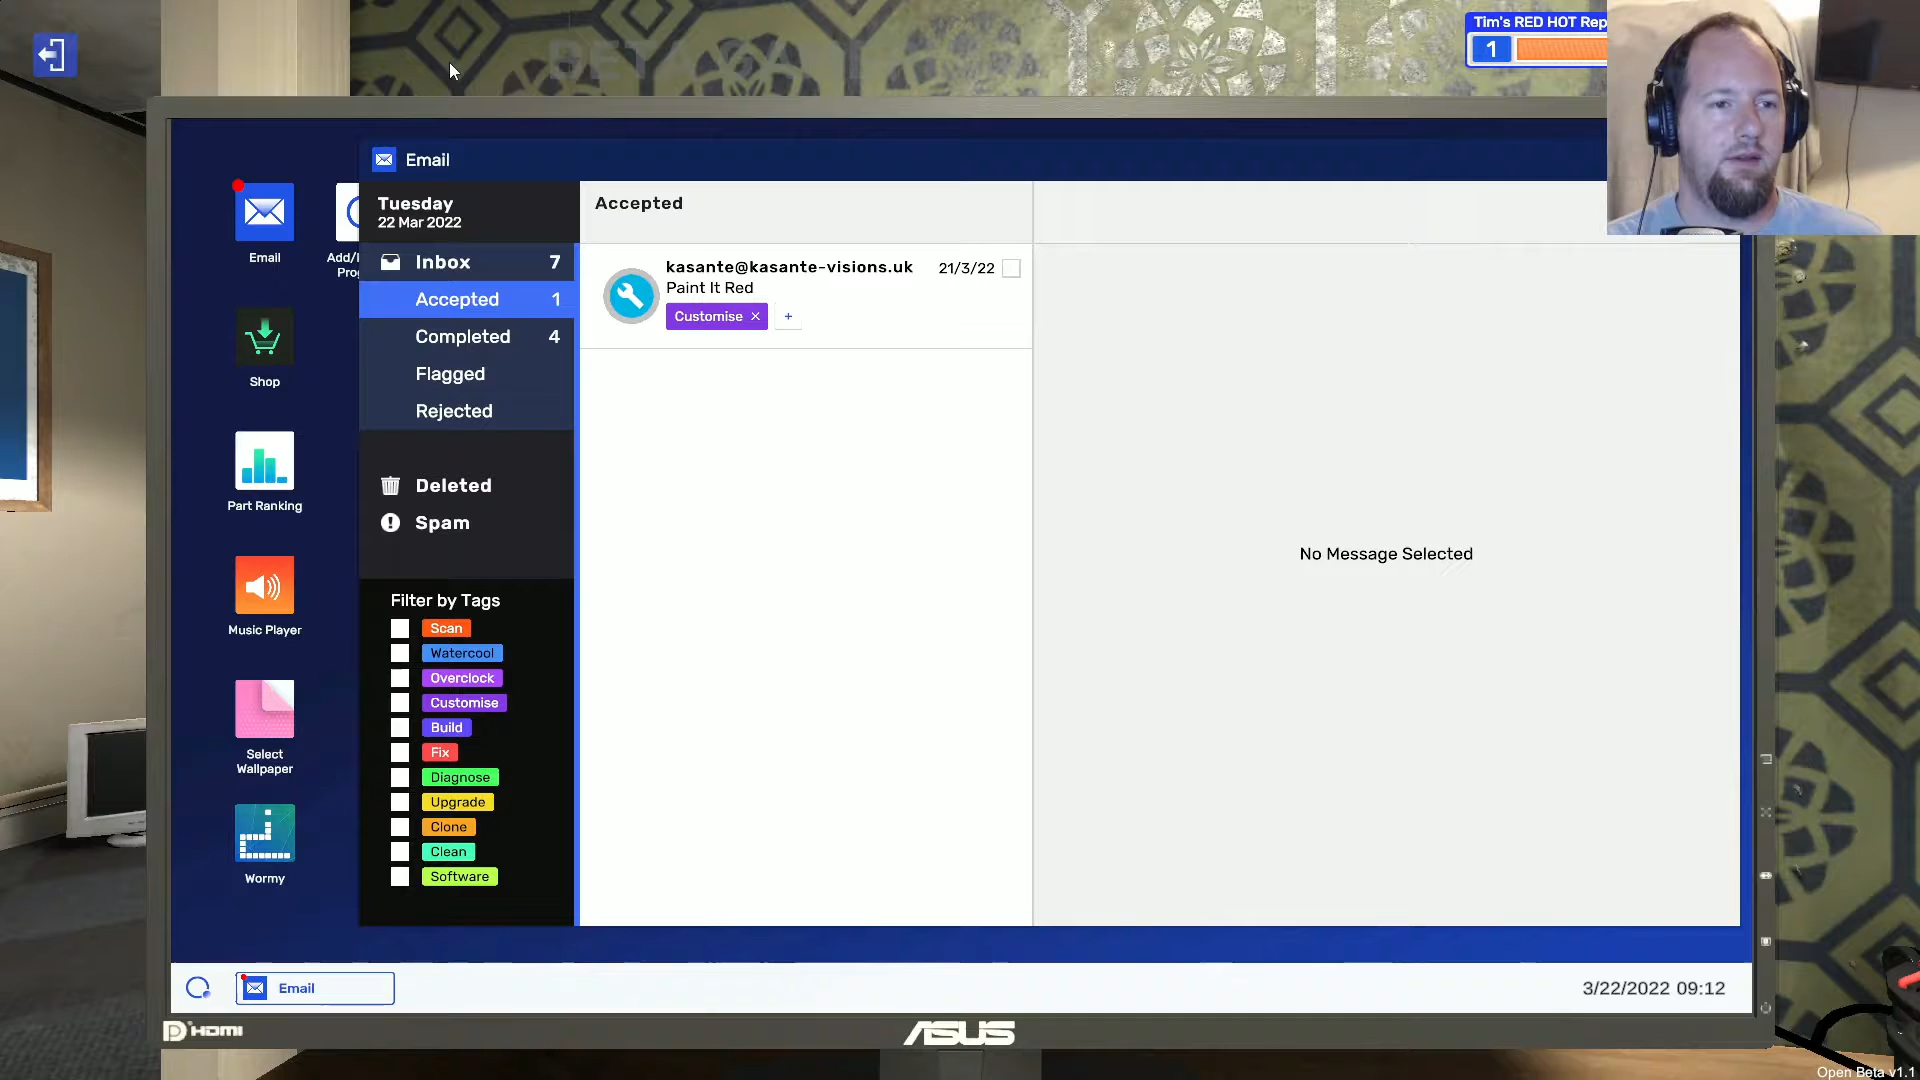 Tim's RED HOT Rep
1
Email
Tuesday
22 Mar 2022
Inbox 7
Accepted 1
Completed 4
Flagged
Rejected
Deleted
Spam
Filter by Tags
Scan
Watercool
Overclock
Customise
Build
Fix
Diagnose
Upgrade
Clone
Clean
Software
Accepted
kasante@kasante-visions.uk 21/3/22
Paint It Red
Customise × +
No Message Selected
Email
Shop
Part Ranking
Music Player
Select
Wallpaper
Wormy
Email
3/22/2022 09:12
HDMI
ASUS
Open Beta v1.1